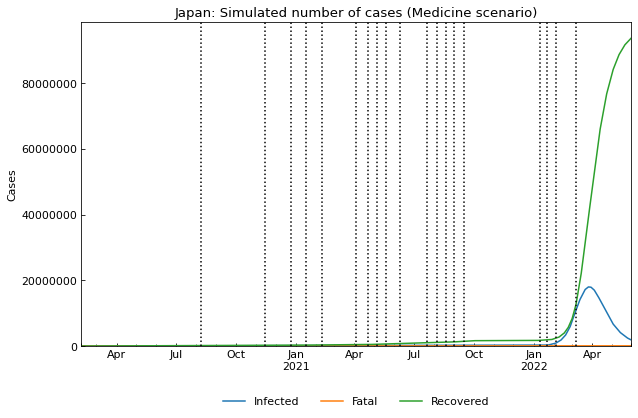 Japan: Simulated number of cases (Medicine scenario)
80000000
60000000
40000000
20000000
0
Cases
Apr Jul Oct Jan Apr Jul Oct Jan Apr
2021 2022
Infected Fatal Recovered